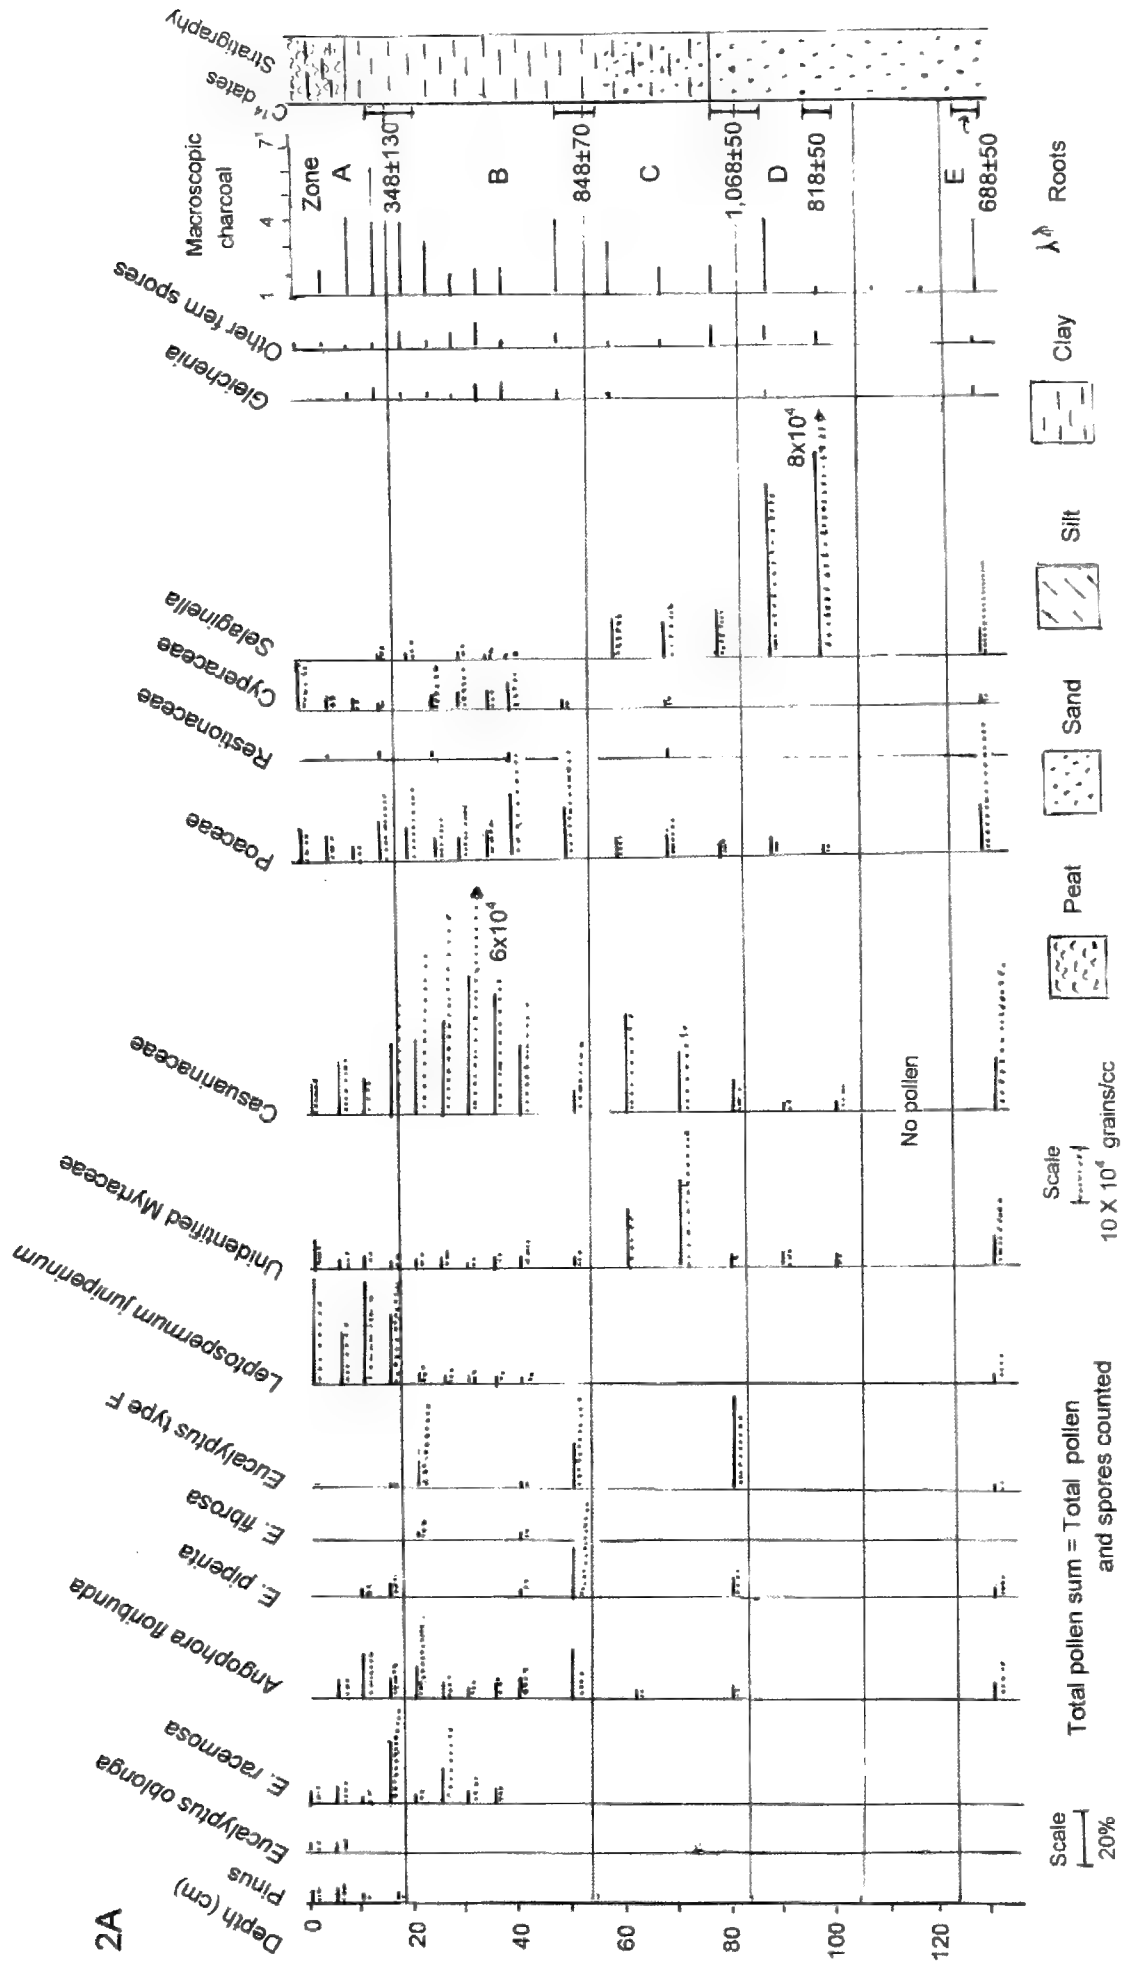 2A
Depth (cm)
Pinus
Eucalyptus oblonga
E. racemosa
Angophora floribunda
E. piperita
E. fibrosa
Eucalyptus type F
Leptospermum juniperinum
Unidentified Myrtaceae
Casuarinaceae
Poaceae
Restionaceae
Cyperaceae
Selaginella
Gleichenia
Other fern spores
Macroscopic
charcoal
C14 dates
Stratigraphy
1 4 7¹
Zone
A
348±130
B
848±70
C
1,068±50
D
818±50
E
688±50
6x10⁴
8x10⁴
No pollen
0
20
40
60
80
100
120
Scale
20%
Total pollen sum = Total pollen
and spores counted
Scale
10 X 10⁴ grains/cc
Peat
Sand
Silt
Clay
Roots